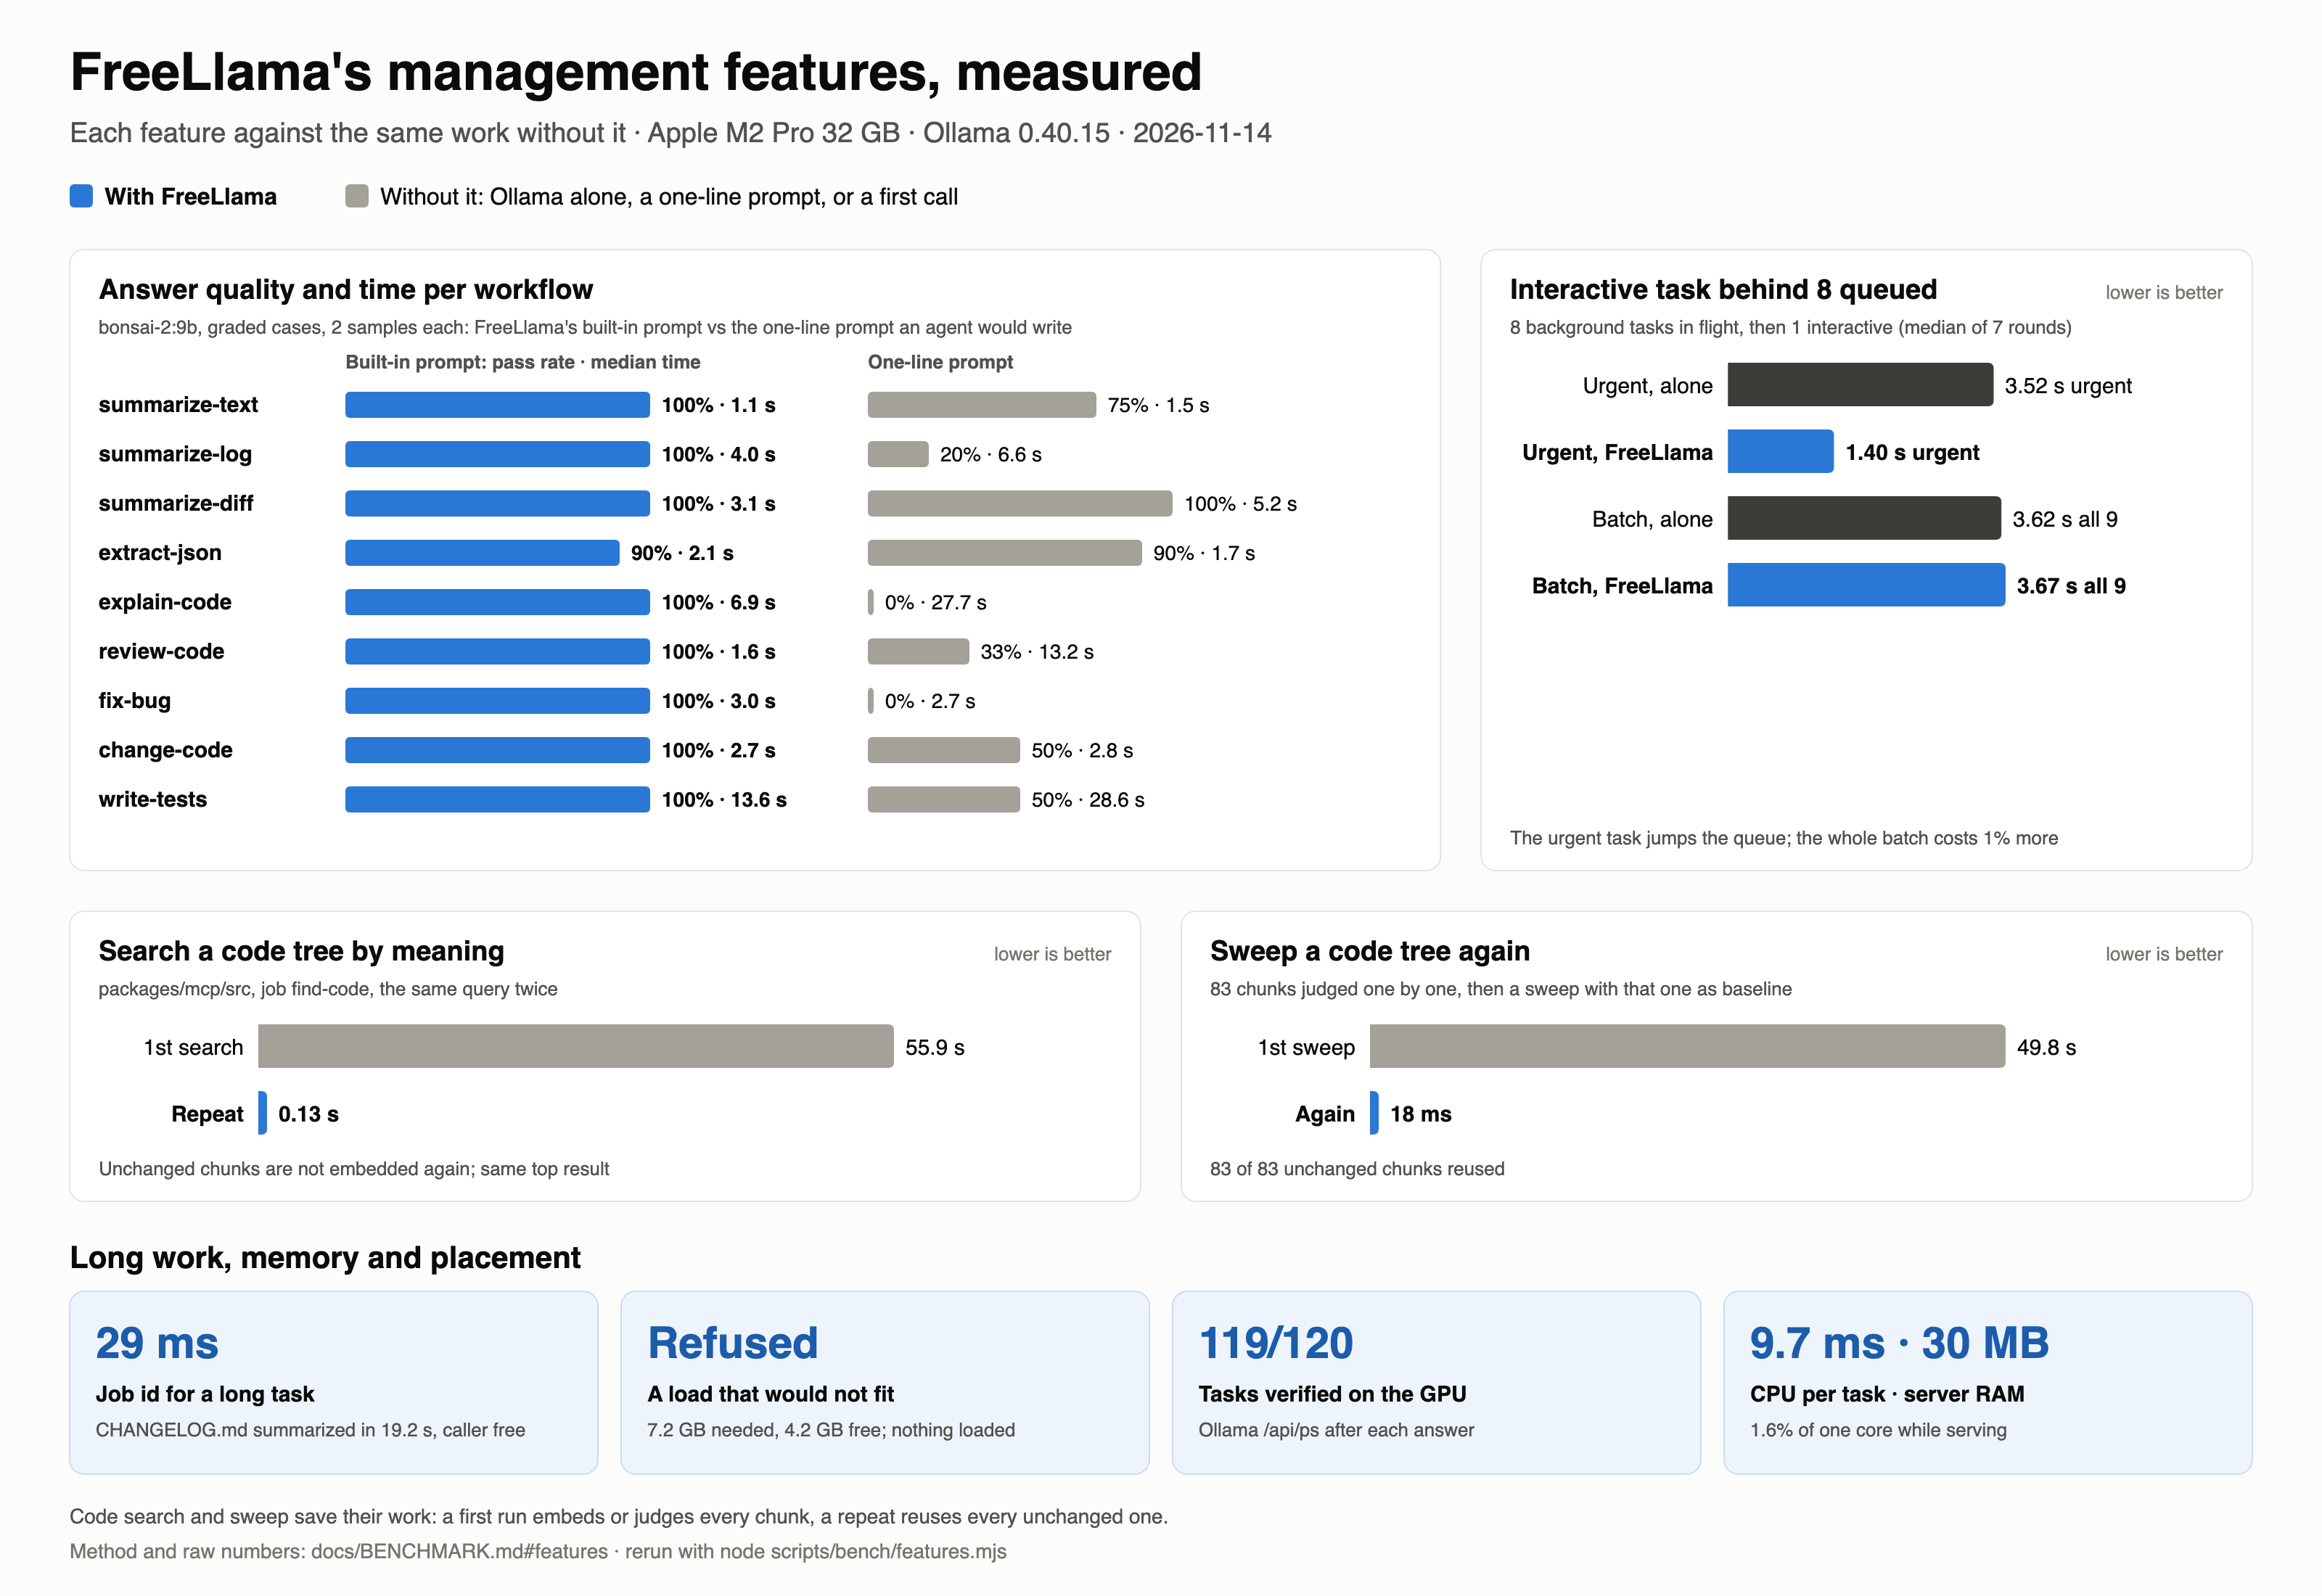 FreeLlama's management features, measured
Each feature against the same work without it · Apple M2 Pro 32 GB · Ollama 0.40.15 · 2026-11-14
With FreeLlama
Without it: Ollama alone, a one-line prompt, or a first call
Answer quality and time per workflow
bonsai-2:9b, graded cases, 2 samples each: FreeLlama's built-in prompt vs the one-line prompt an agent would write
Built-in prompt: pass rate · median time
One-line prompt
summarize-text 100% · 1.1 s 75% · 1.5 s
summarize-log 100% · 4.0 s 20% · 6.6 s
summarize-diff 100% · 3.1 s 100% · 5.2 s
extract-json 90% · 2.1 s 90% · 1.7 s
explain-code 100% · 6.9 s 0% · 27.7 s
review-code 100% · 1.6 s 33% · 13.2 s
fix-bug 100% · 3.0 s 0% · 2.7 s
change-code 100% · 2.7 s 50% · 2.8 s
write-tests 100% · 13.6 s 50% · 28.6 s
Interactive task behind 8 queued
lower is better
8 background tasks in flight, then 1 interactive (median of 7 rounds)
Urgent, alone 3.52 s urgent
Urgent, FreeLlama 1.40 s urgent
Batch, alone 3.62 s all 9
Batch, FreeLlama 3.67 s all 9
The urgent task jumps the queue; the whole batch costs 1% more
Search a code tree by meaning
lower is better
packages/mcp/src, job find-code, the same query twice
1st search 55.9 s
Repeat 0.13 s
Unchanged chunks are not embedded again; same top result
Sweep a code tree again
lower is better
83 chunks judged one by one, then a sweep with that one as baseline
1st sweep 49.8 s
Again 18 ms
83 of 83 unchanged chunks reused
Long work, memory and placement
29 ms
Job id for a long task
CHANGELOG.md summarized in 19.2 s, caller free
Refused
A load that would not fit
7.2 GB needed, 4.2 GB free; nothing loaded
119/120
Tasks verified on the GPU
Ollama /api/ps after each answer
9.7 ms · 30 MB
CPU per task · server RAM
1.6% of one core while serving
Code search and sweep save their work: a first run embeds or judges every chunk, a repeat reuses every unchanged one.
Method and raw numbers: docs/BENCHMARK.md#features · rerun with node scripts/bench/features.mjs